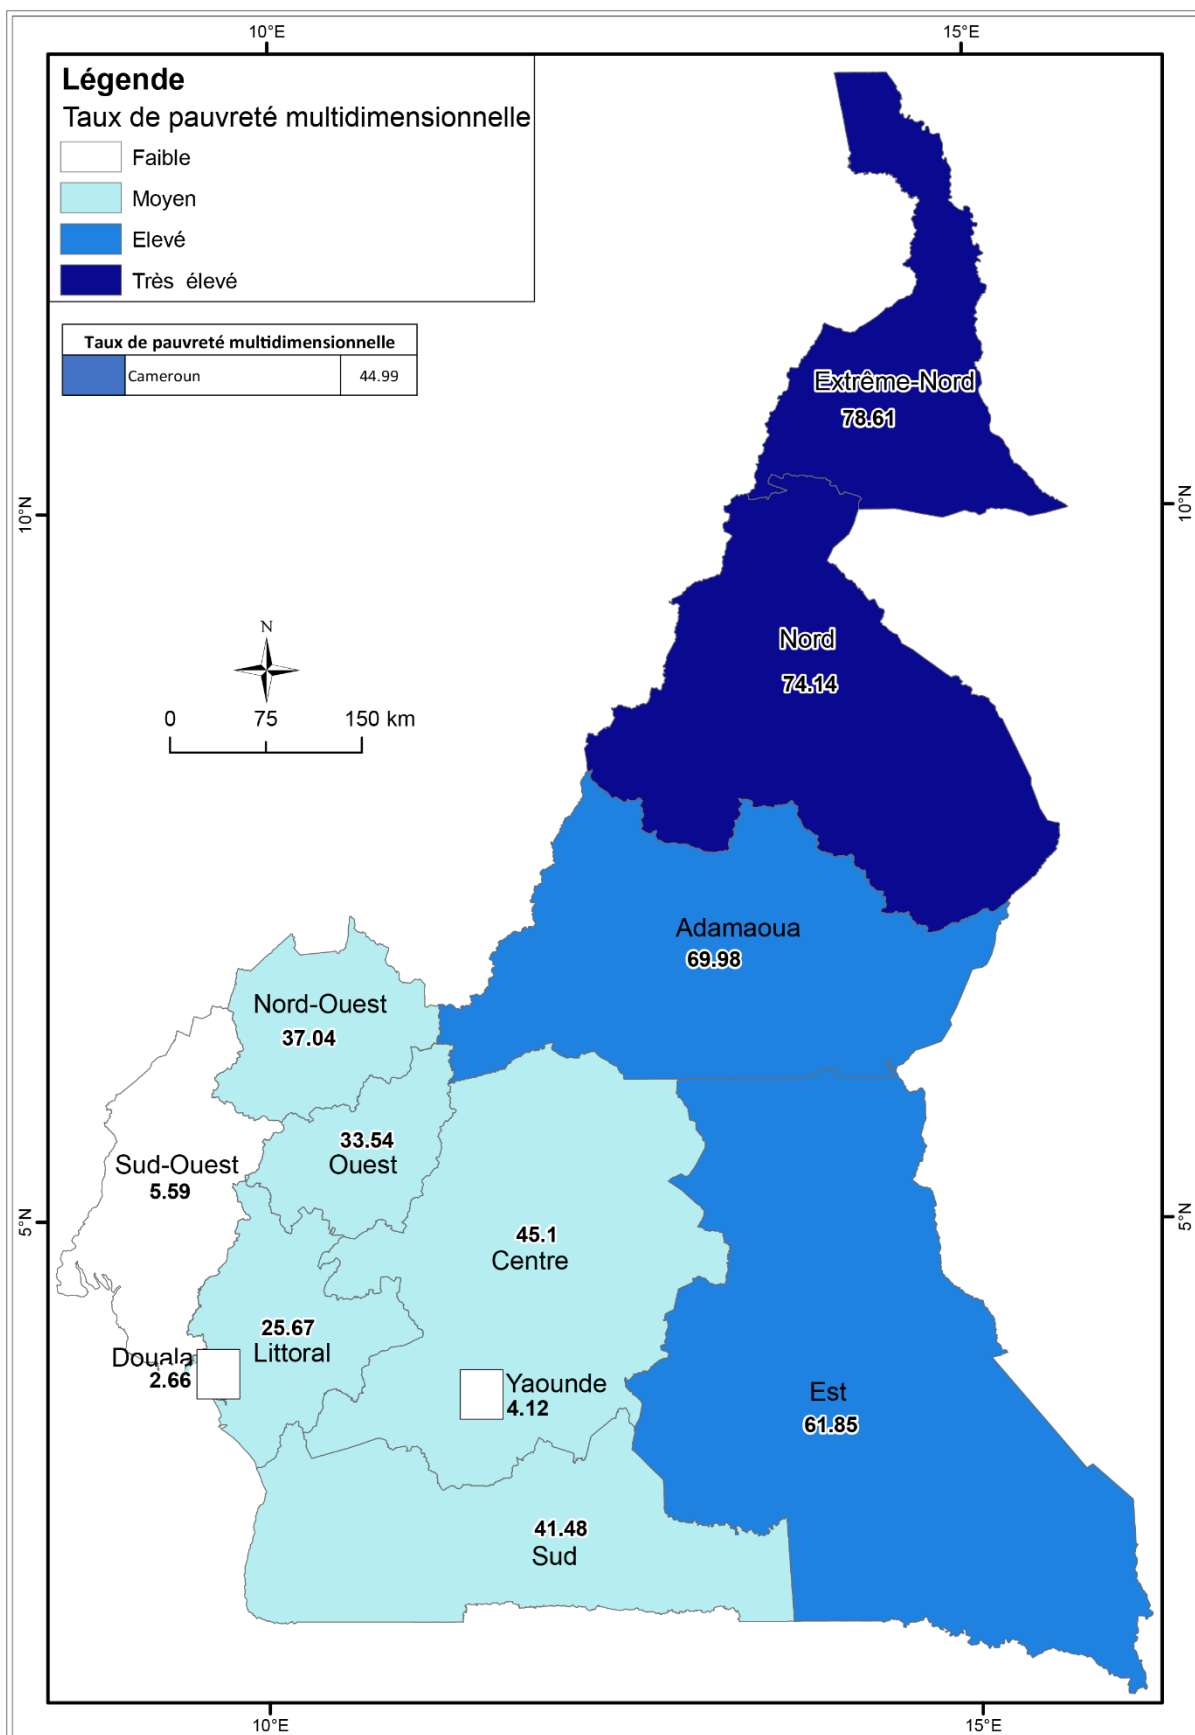 10°E
15°E
Légende
Taux de pauvreté multidimensionnelle
Faible
Moyen
Elevé
Très élevé
Taux de pauvreté multidimensionnelle
Cameroun 44.99
Extrême-Nord
78.61
10°N
10°N
N
0 75 150 km
Nord
74.14
Adamaoua
69.98
Nord-Ouest
37.04
33.54
Ouest
Sud-Ouest
5.59
5°N
5°N
45.1
Centre
25.67
Littoral
Douala
2.66
Yaounde
4.12
Est
61.85
41.48
Sud
10°E
15°E